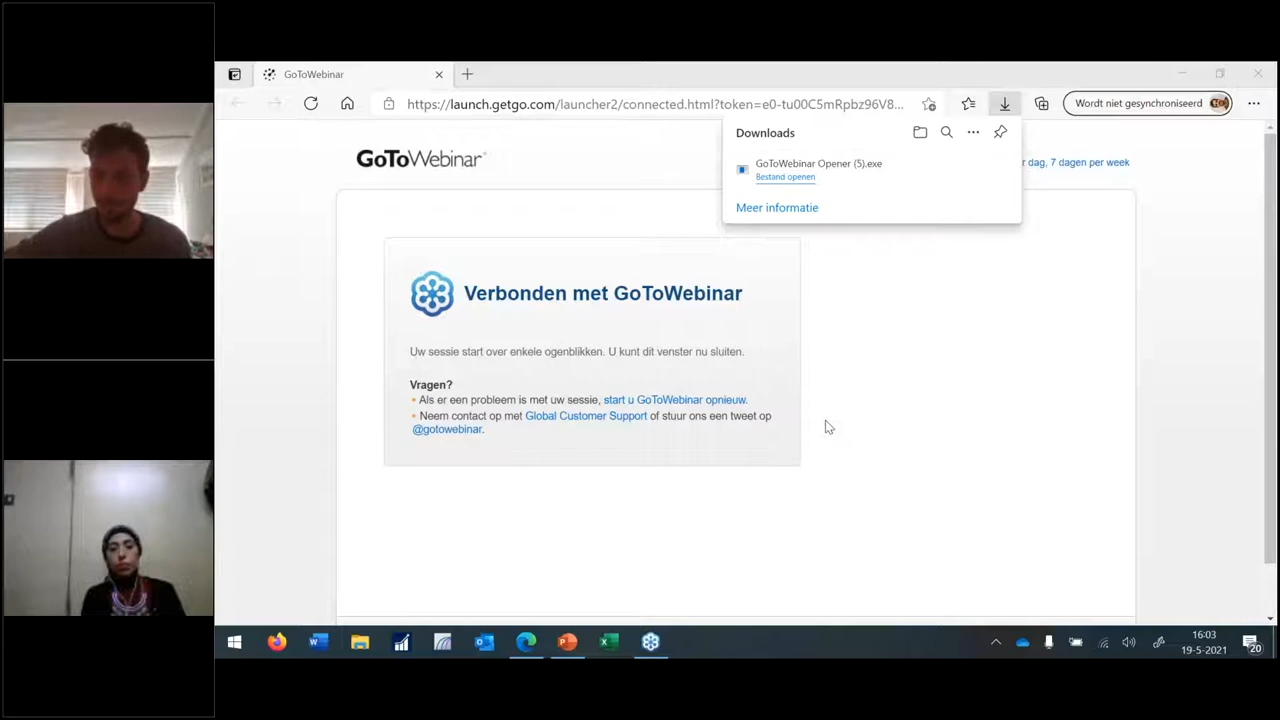 GoToWebinar
https://launch.getgo.com/launcher2/connected.html?token=e0-tu00C5mRpbz96V8...
Wordt niet gesynchroniseerd
Downloads
GoToWebinar Opener (5).exe
Bestand openen
Meer informatie
GoToWebinar
r dag, 7 dagen per week
Verbonden met GoToWebinar
Uw sessie start over enkele ogenblikken. U kunt dit venster nu sluiten.
Vragen?
Als er een probleem is met uw sessie, start u GoToWebinar opnieuw.
Neem contact op met Global Customer Support of stuur ons een tweet op
@gotowebinar.
16:03
19-5-2021
20